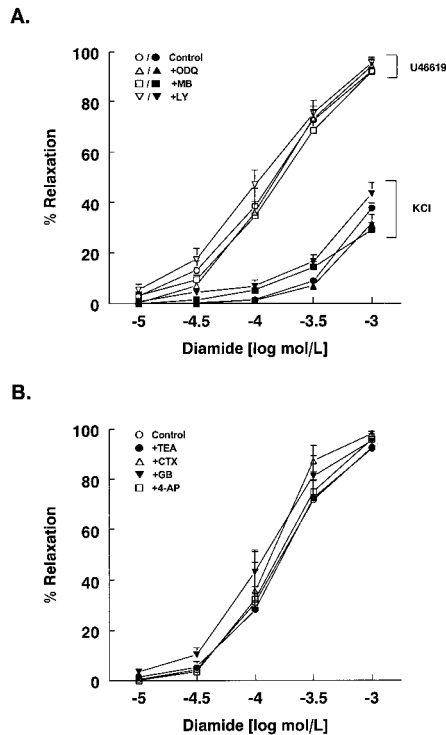 A.
100
80
60
40
20
0
% Relaxation
○/● Control
△/▲ +ODQ
□/■ +MB
▽/▼ +LY
U46619
KCl
-5 -4.5 -4 -3.5 -3
Diamide [log mol/L]
B.
100
80
60
40
20
0
% Relaxation
○ Control
● +TEA
△ +CTX
▼ +GB
□ +4-AP
-5 -4.5 -4 -3.5 -3
Diamide [log mol/L]